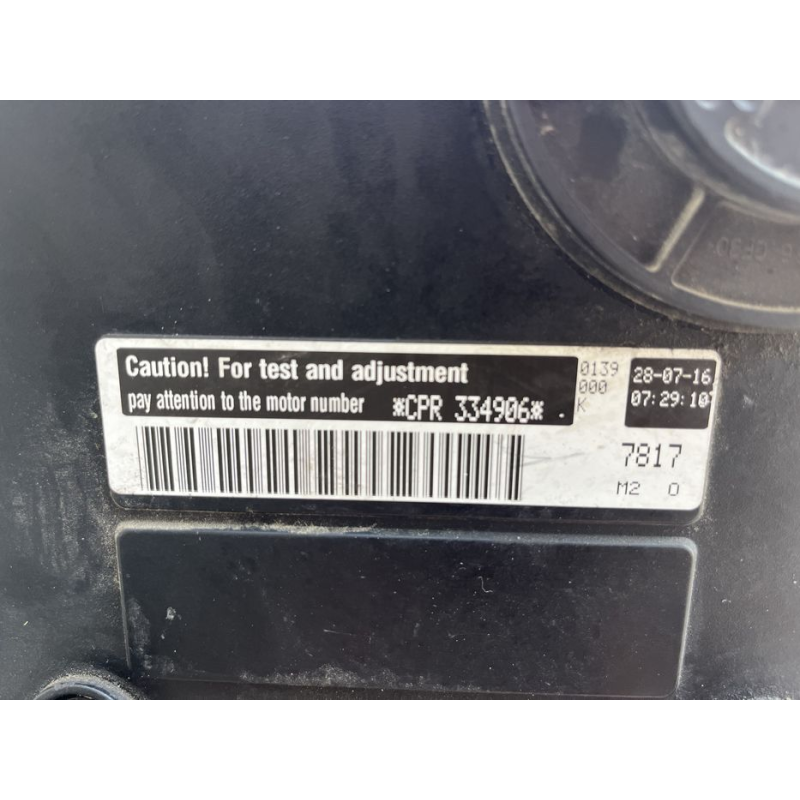 Caution! For test and adjustment
pay attention to the motor number *CPR 334906* .
0139
000
K
28-07-16
07:29:10
7817
M2 0